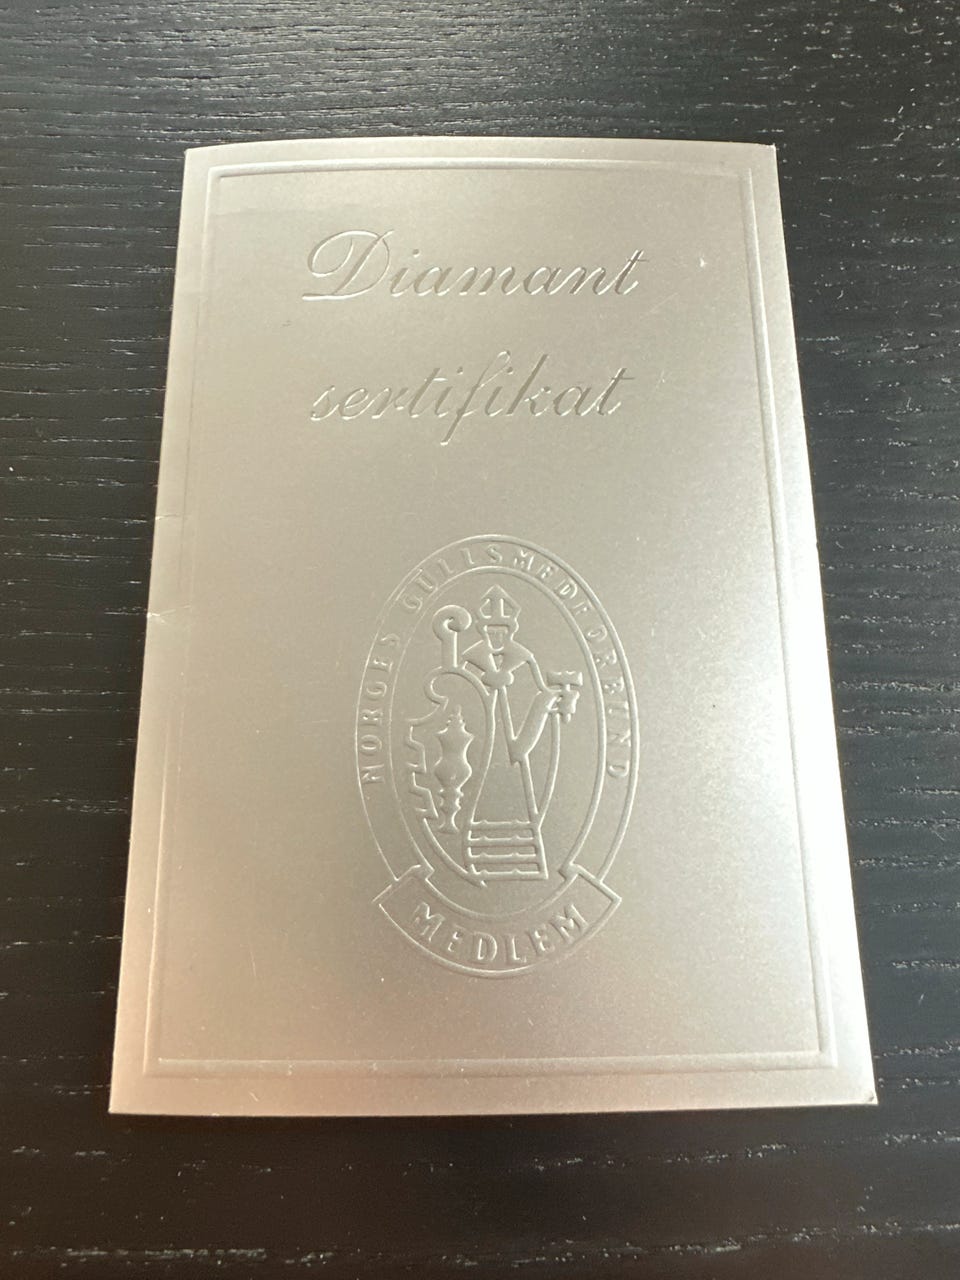 Diamant
sertifikat
NORGES GULLSMEDFORBUND
MEDLEM